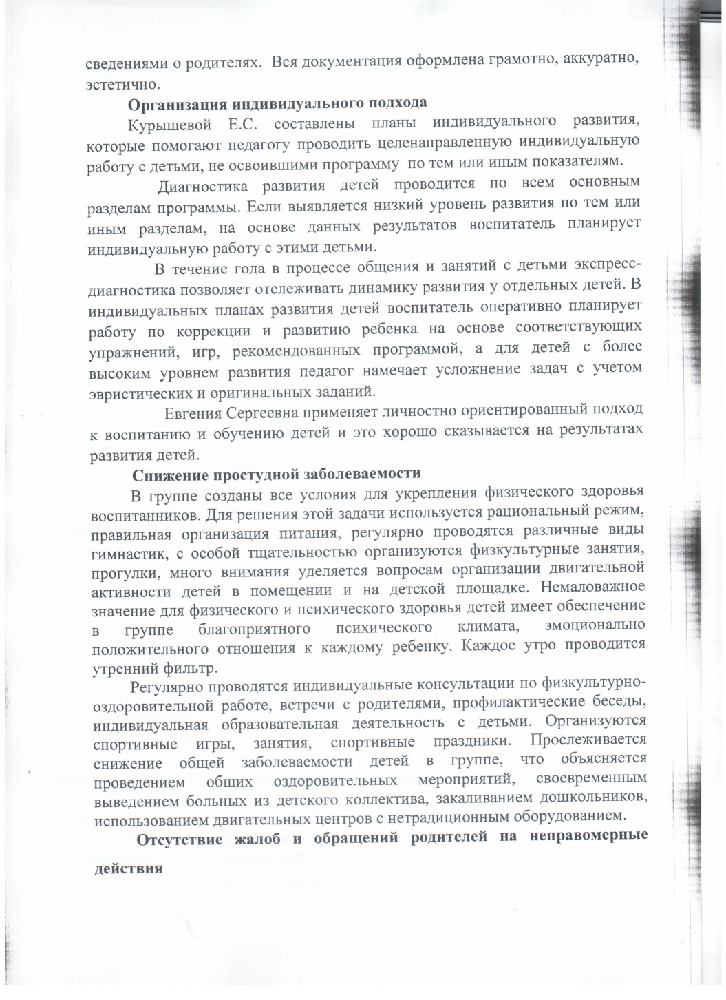 сведениями о родителях.  Вся документация оформлена грамотно, аккуратно,
эстетично.
Организация индивидуального подхода
Курышевой Е.С. составлены планы индивидуального развития,
которые помогают педагогу проводить целенаправленную индивидуальную
работу с детьми, не освоившими программу  по тем или иным показателям.
Диагностика развития детей проводится по всем основным
разделам программы. Если выявляется низкий уровень развития по тем или
иным разделам, на основе данных результатов воспитатель планирует
индивидуальную работу с этими детьми.
В течение года в процессе общения и занятий с детьми экспресс-
диагностика позволяет отслеживать динамику развития у отдельных детей. В
индивидуальных планах развития детей воспитатель оперативно планирует
работу по коррекции и развитию ребенка на основе соответствующих
упражнений, игр, рекомендованных программой, а для детей с более
высоким уровнем развития педагог намечает усложнение задач с учетом
эвристических и оригинальных заданий.
Евгения Сергеевна применяет личностно ориентированный подход
к воспитанию и обучению детей и это хорошо сказывается на результатах
развития детей.
Снижение простудной заболеваемости
В группе созданы все условия для укрепления физического здоровья
воспитанников. Для решения этой задачи используется рациональный режим,
правильная организация питания, регулярно проводятся различные виды
гимнастик, с особой тщательностью организуются физкультурные занятия,
прогулки, много внимания уделяется вопросам организации двигательной
активности детей в помещении и на детской площадке. Немаловажное
значение для физического и психического здоровья детей имеет обеспечение
в группе благоприятного психического климата, эмоционально
положительного отношения к каждому ребенку. Каждое утро проводится
утренний фильтр.
Регулярно проводятся индивидуальные консультации по физкультурно-
оздоровительной работе, встречи с родителями, профилактические беседы,
индивидуальная образовательная деятельность с детьми. Организуются
спортивные игры, занятия, спортивные праздники. Прослеживается
снижение общей заболеваемости детей в группе, что объясняется
проведением общих оздоровительных мероприятий, своевременным
выведением больных из детского коллектива, закаливанием дошкольников,
использованием двигательных центров с нетрадиционным оборудованием.
Отсутствие жалоб и обращений родителей на неправомерные
действия